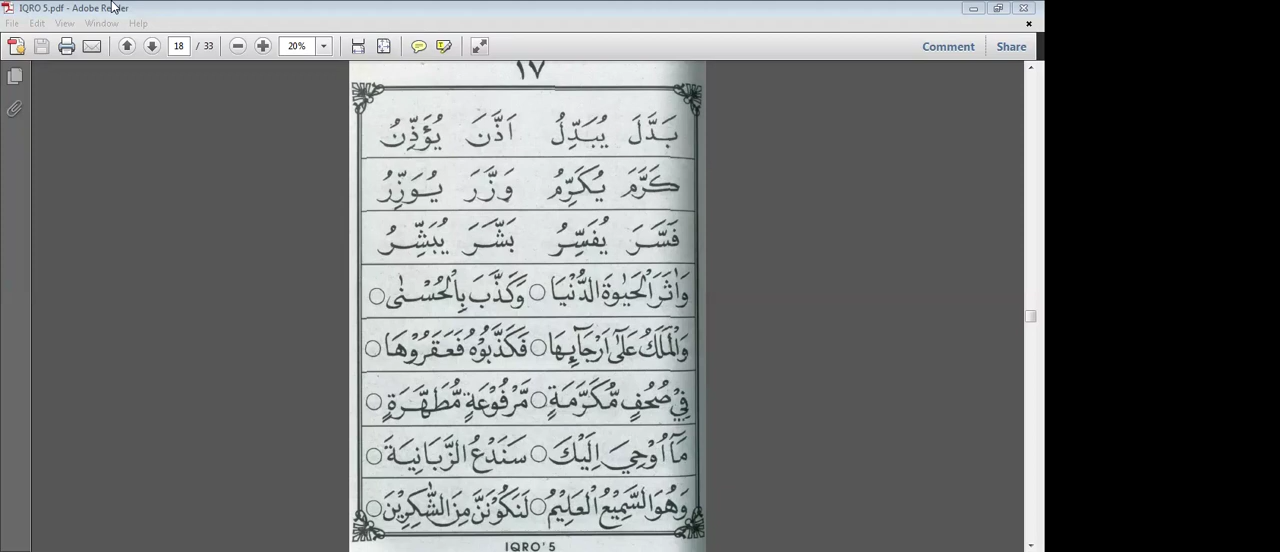 IQRO 5.pdf - Adobe Reader
File Edit View Window Help
18 / 33 20% Comment Share
١٧
بَدَّلَ يُبَدِّلُ اَذَّنَ يُؤَذِّنُ
كَرَّمَ يُكَرِّمُ وَزَّرَ يُوَزِّرُ
فَسَّرَ يُفَسِّرُ بَشَّرَ يُبَشِّرُ
وَاٰثَرَ الْحَيٰوةَ الدُّنْيَا ○ وَكَذَّبَ بِالْحُسْنٰى ○
وَالْمَلَكُ عَلٰٓى اَرْجَآئِهَا ○ فَكَذَّبُوْهُ فَعَقَرُوْهَا ○
فِيْ صُحُفٍ مُّكَرَّمَةٍ ○ مَّرْفُوْعَةٍ مُّطَهَّرَةٍ ○
مَآ اُوْحِيَ اِلَيْكَ ○ سَنَدْعُ الزَّبَانِيَةَ ○
وَهُوَ السَّمِيْعُ الْعَلِيْمُ ○ لَنَكُوْنَنَّ مِنَ الشّٰكِرِيْنَ ○
IQRO'5